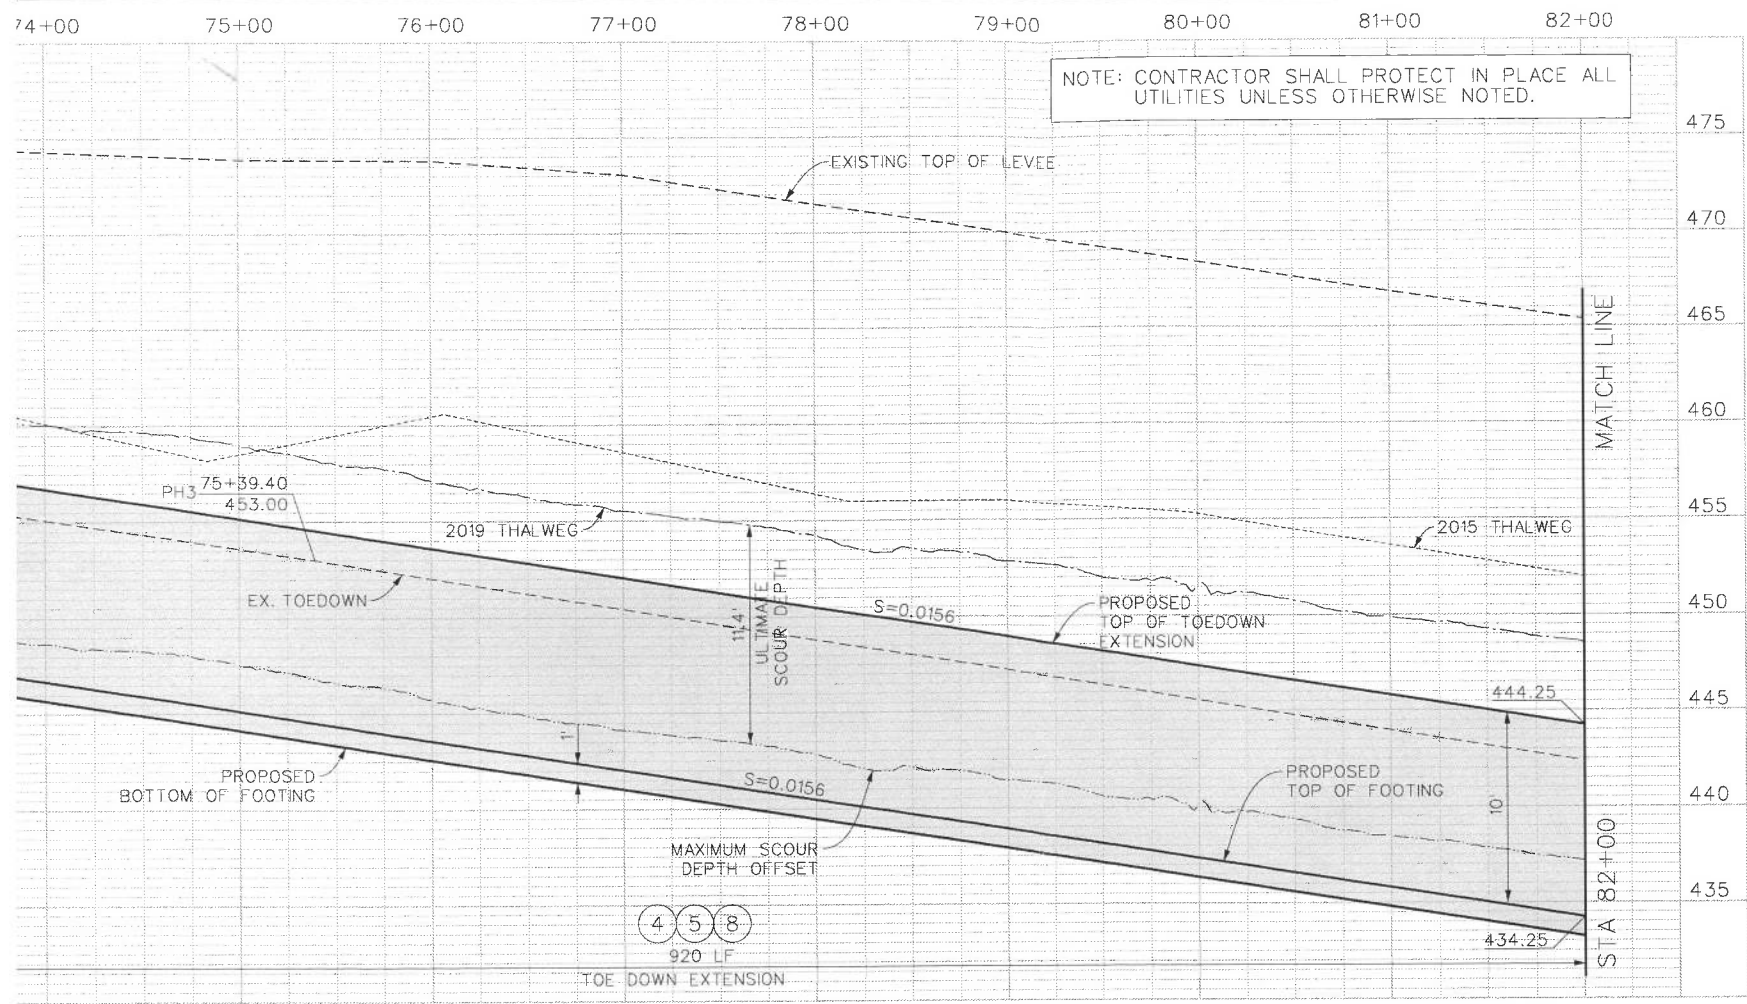 74+00 75+00 76+00 77+00 78+00 79+00 80+00 81+00 82+00
NOTE: CONTRACTOR SHALL PROTECT IN PLACE ALL
UTILITIES UNLESS OTHERWISE NOTED.
475
EXISTING TOP OF LEVEE
470
465
MATCH LINE
460
PH3 75+39.40
453.00
455
2019 THALWEG
2015 THALWEG
EX. TOEDOWN
11.4'
ULTIMATE
SCOUR DEPTH
S=0.0156
PROPOSED
TOP OF TOEDOWN
EXTENSION
450
444.25
445
1'
PROPOSED
BOTTOM OF FOOTING
S=0.0156
PROPOSED
TOP OF FOOTING
10'
440
MAXIMUM SCOUR
DEPTH OFFSET
435
STA 82+00
4 5 8
920 LF
TOE DOWN EXTENSION
434.25